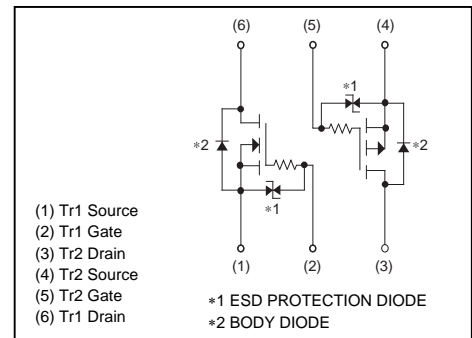 (6) (5) (4)
∗1
∗2 ∗2
∗1
(1) Tr1 Source
(2) Tr1 Gate
(3) Tr2 Drain
(4) Tr2 Source
(5) Tr2 Gate
(6) Tr1 Drain
(1) (2) (3)
∗1 ESD PROTECTION DIODE
∗2 BODY DIODE